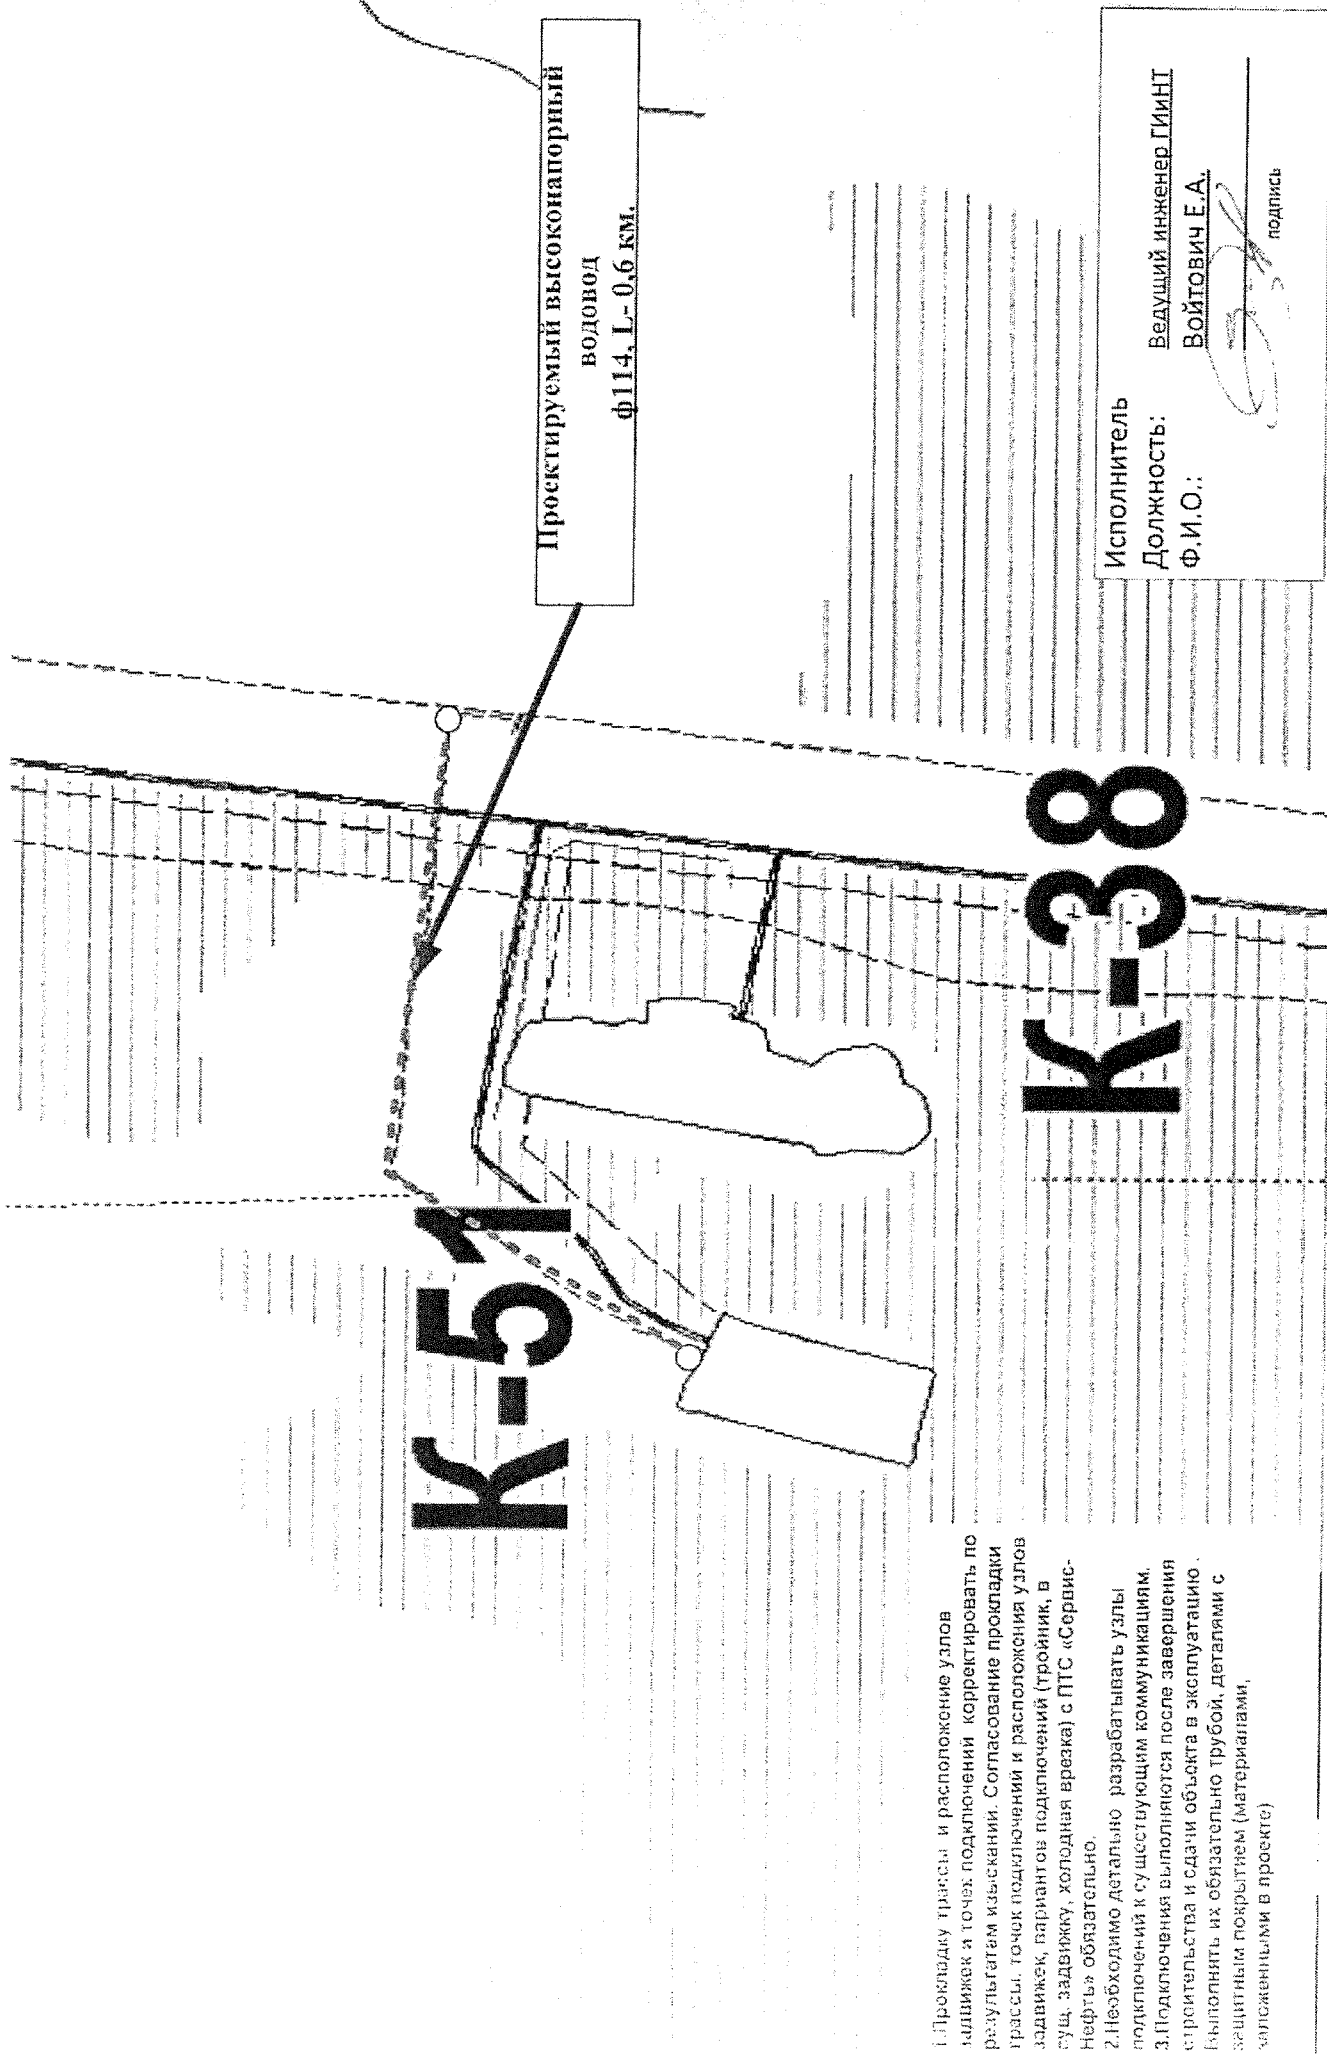 Проектируемый высоконапорный
водовод
ф114, L- 0,6 км.
К-51
К-38
1.Прокладку трассы и расположение узлов
задвижек и точек подключений корректировать по
результатам изысканий. Согласование прокладки
трассы, точек подключений и расположения узлов
задвижек, вариантов подключений (тройник, в
сущ. задвижку, холодная врезка) с ПТС «Сервис-
Нефть» обязательно.
2.Необходимо детально разрабатывать узлы
подключений к существующим коммуникациям.
3.Подключения выполняются после завершения
строительства и сдачи объекта в эксплуатацию.
Выполнять их обязательно трубой, деталями с
защитным покрытием (материалами,
заложенными в проекте)
Исполнитель
Должность: Ведущий инженер ГИиНТ
Ф.И.О.: Войтович Е.А.
подпись